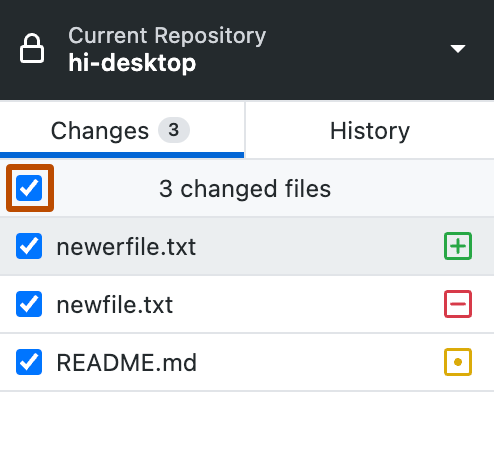 Current Repository
hi-desktop
Changes 3
History
3 changed files
newerfile.txt
newfile.txt
README.md